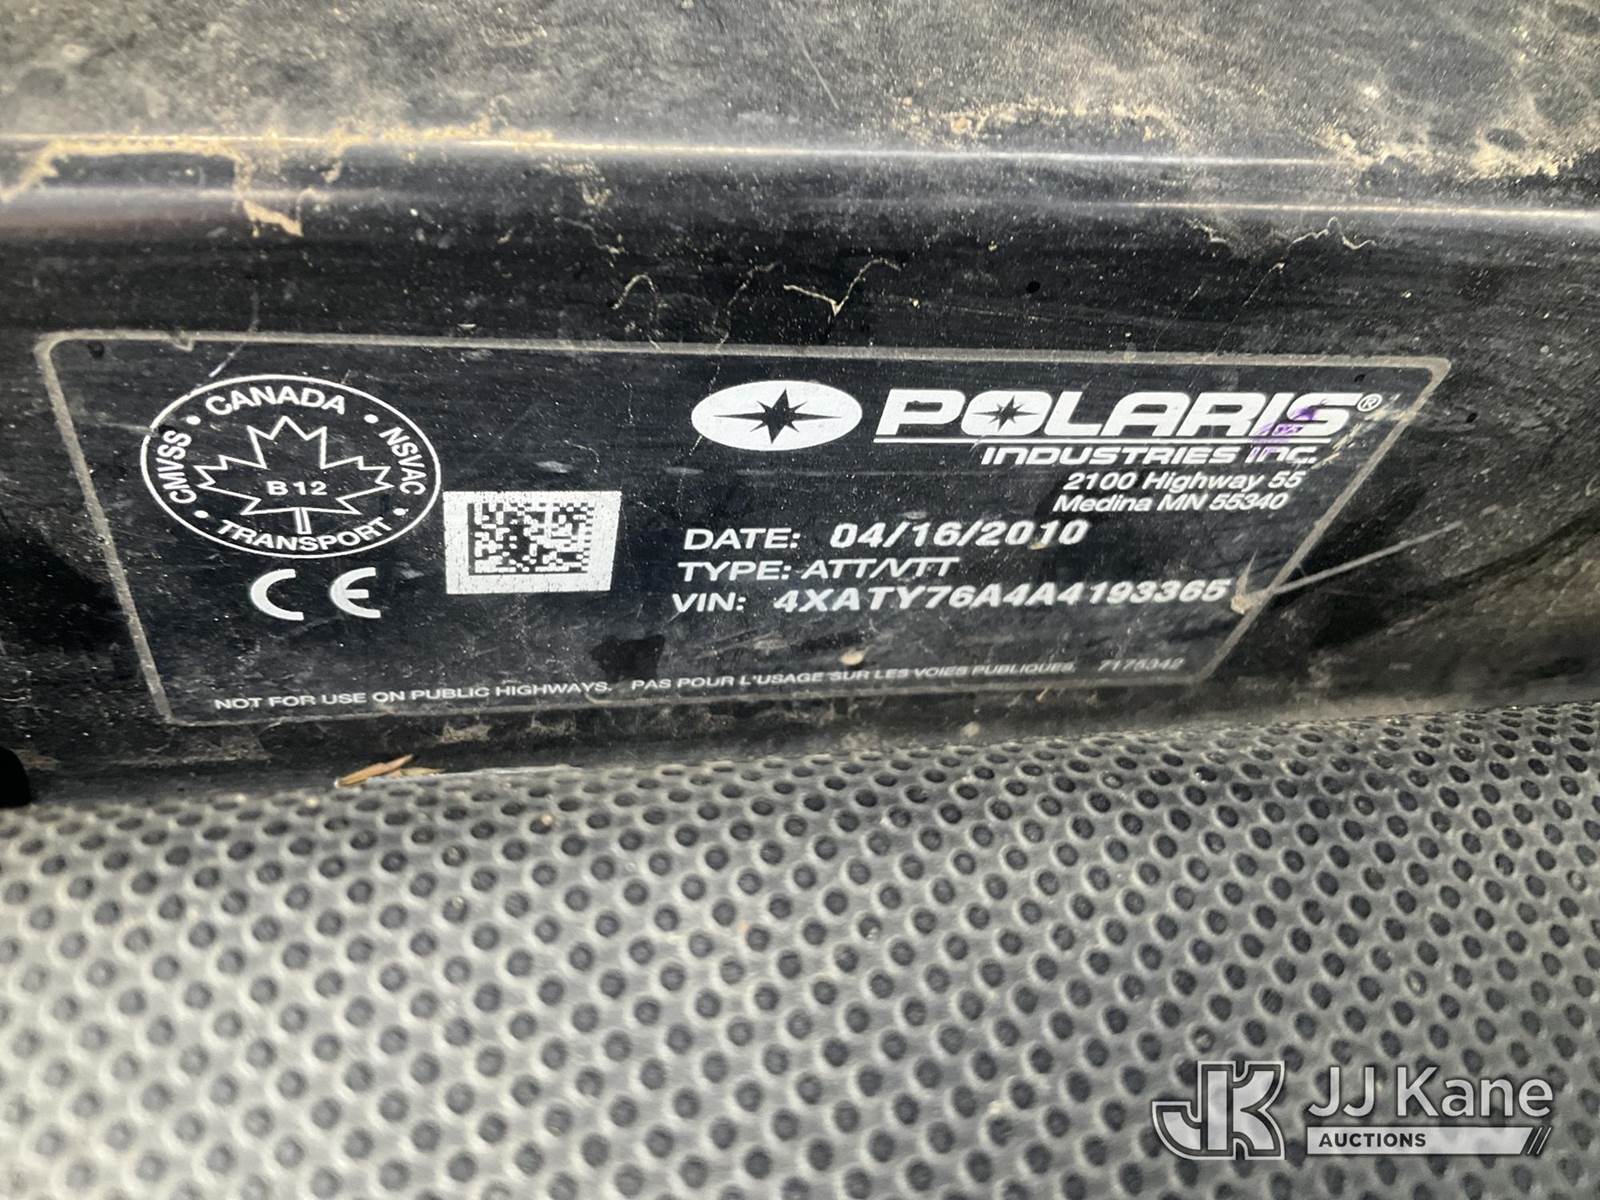 CANADA
CMVSS • NSVAC
B 12
TRANSPORT
CE
POLARIS®
INDUSTRIES INC.
2100 Highway 55
Medina MN 55340
DATE: 04/16/2010
TYPE: ATT/VTT
VIN: 4XATY76A4A4193365
NOT FOR USE ON PUBLIC HIGHWAYS. PAS POUR L'USAGE SUR LES VOIES PUBLIQUES. 7175342
JK JJ Kane
AUCTIONS